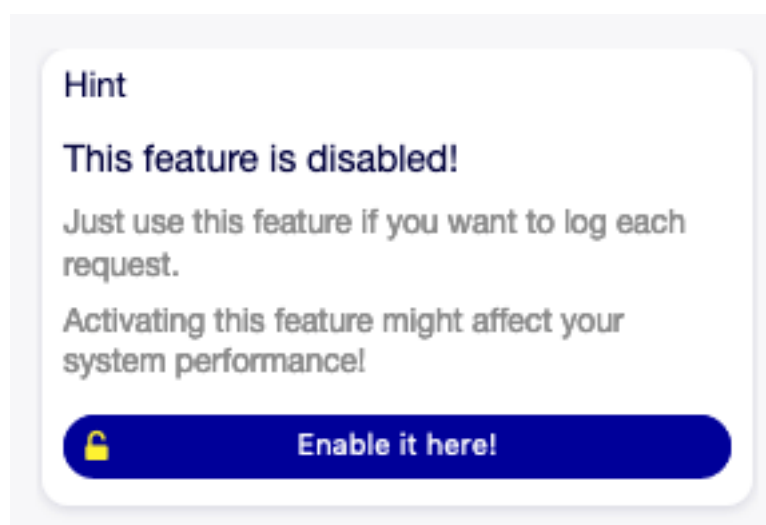 Hint
This feature is disabled!
Just use this feature if you want to log each
request.
Activating this feature might affect your
system performance!
Enable it here!